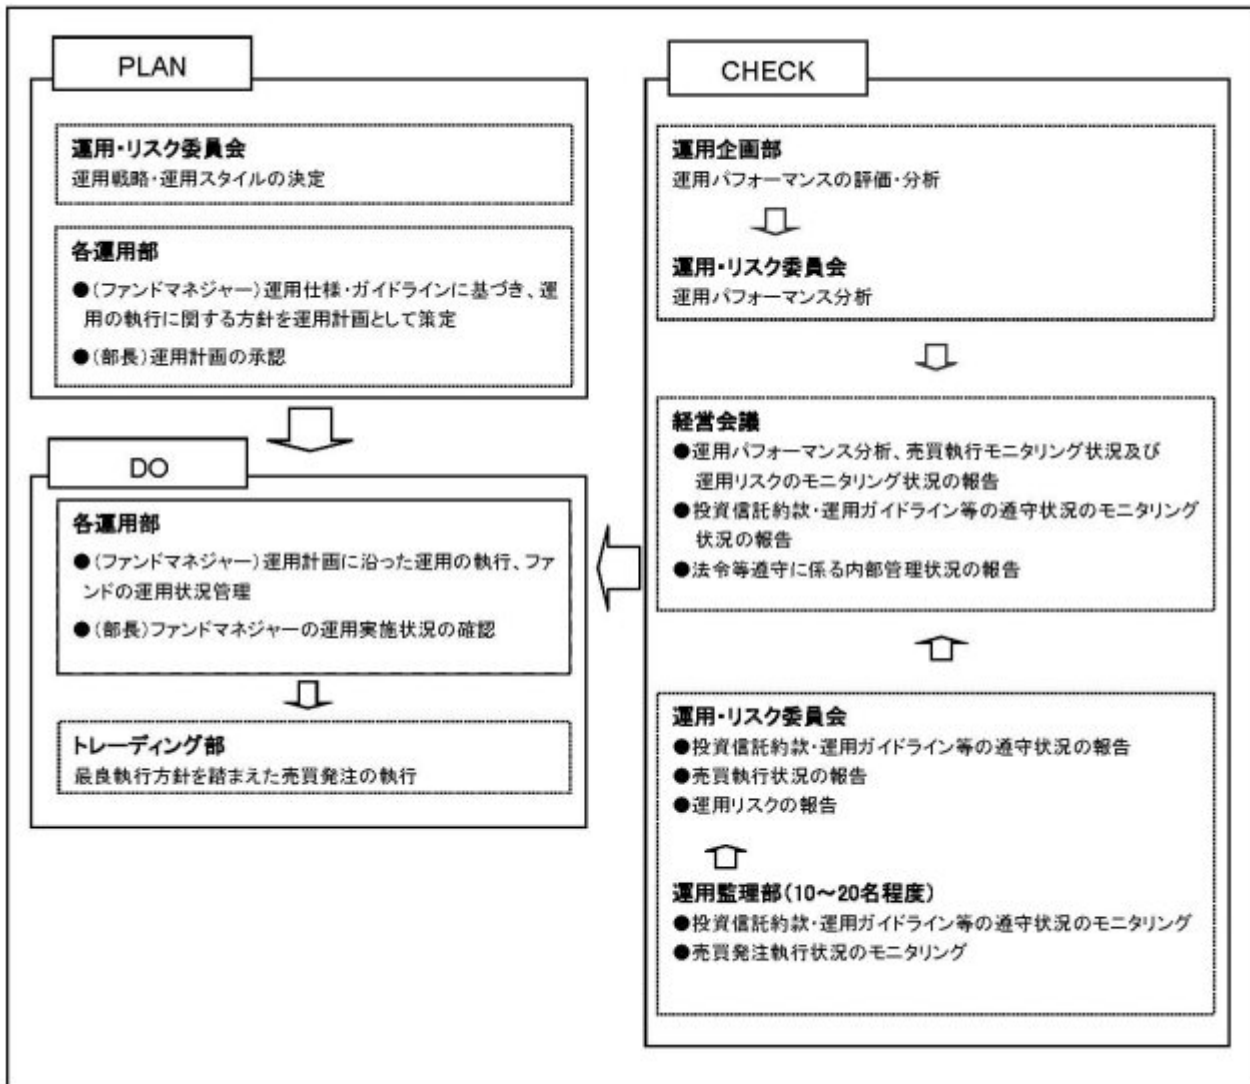 PLAN
運用・リスク委員会
運用戦略・運用スタイルの決定
各運用部
●(ファンドマネジャー)運用仕様・ガイドラインに基づき、運
用の執行に関する方針を運用計画として策定
●(部長)運用計画の承認
DO
各運用部
●(ファンドマネジャー)運用計画に沿った運用の執行、ファ
ンドの運用状況管理
●(部長)ファンドマネジャーの運用実施状況の確認
トレーディング部
最良執行方針を踏まえた売買発注の執行
CHECK
運用企画部
運用パフォーマンスの評価・分析
運用・リスク委員会
運用パフォーマンス分析
経営会議
●運用パフォーマンス分析、売買執行モニタリング状況及び
運用リスクのモニタリング状況の報告
●投資信託約款・運用ガイドライン等の遵守状況のモニタリング
状況の報告
●法令等遵守に係る内部管理状況の報告
運用・リスク委員会
●投資信託約款・運用ガイドライン等の遵守状況の報告
●売買執行状況の報告
●運用リスクの報告
運用監理部(10～20名程度)
●投資信託約款・運用ガイドライン等の遵守状況のモニタリング
●売買発注執行状況のモニタリング